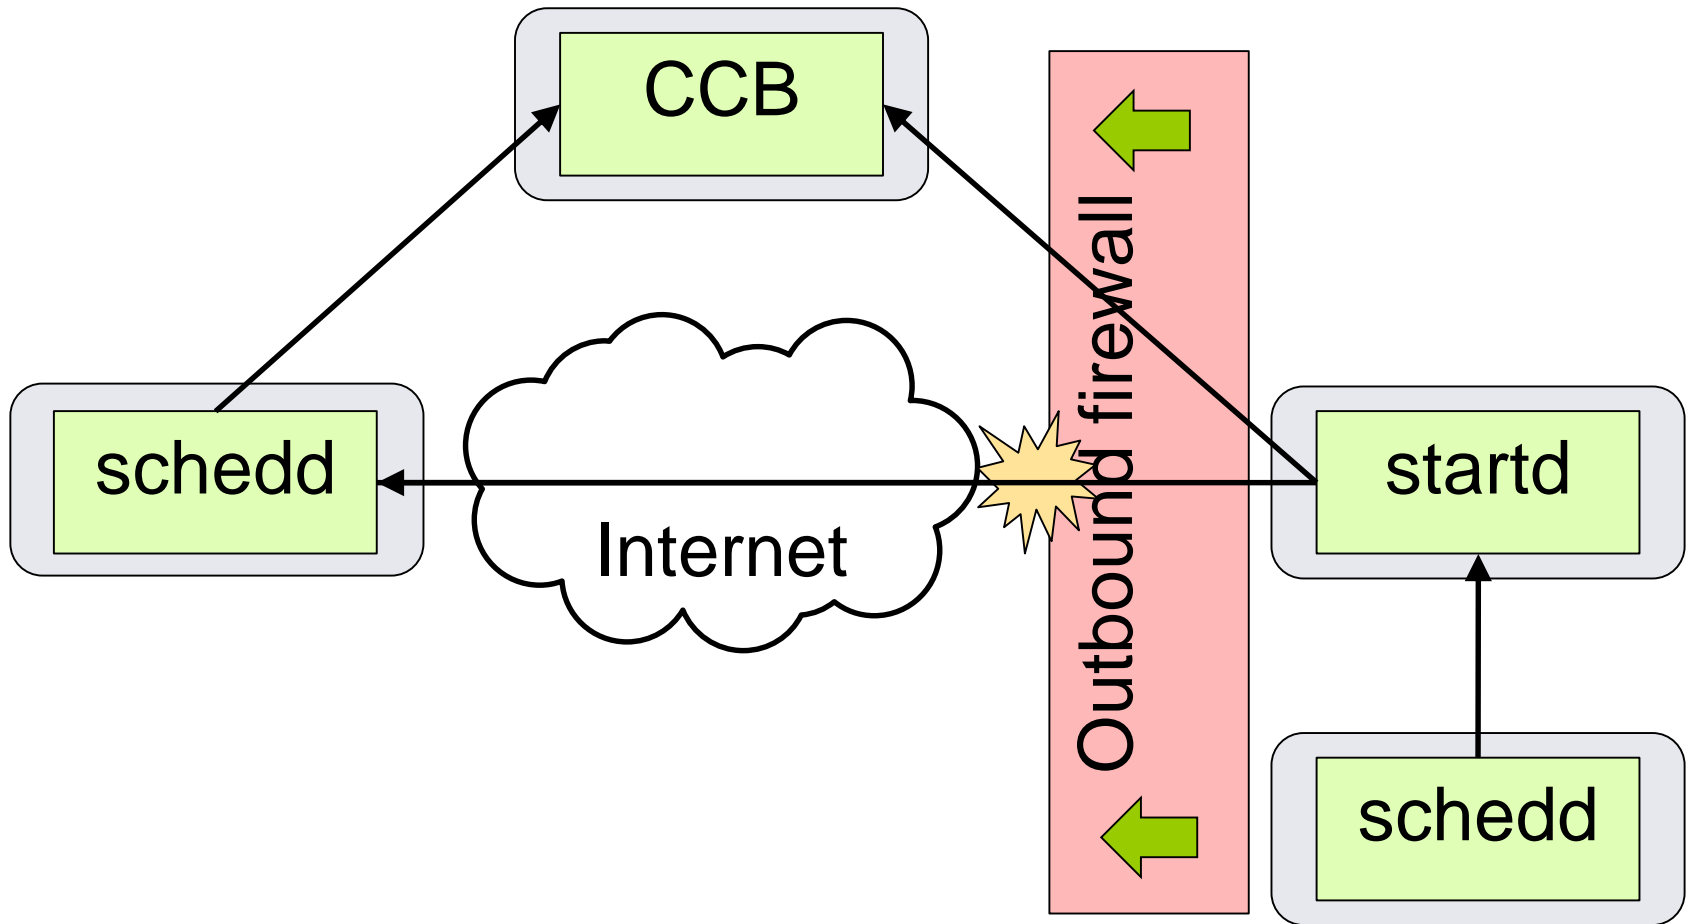 CCB
Outbound firewall
schedd
startd
Internet
schedd